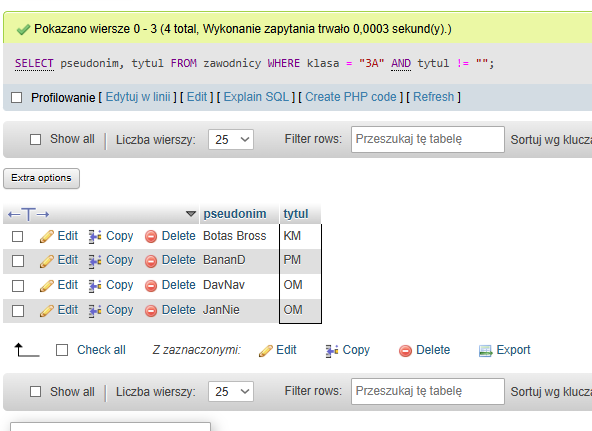 Pokazano wiersze 0 - 3 (4 total, Wykonanie zapytania trwało 0,0003 sekund(y).)
SELECT pseudonim, tytul FROM zawodnicy WHERE klasa = "3A" AND tytul != "";
Profilowanie [ Edytuj w linii ] [ Edit ] [ Explain SQL ] [ Create PHP code ] [ Refresh ]
Show all Liczba wierszy: 25 Filter rows: Przeszukaj tę tabelę Sortuj wg klucza
Extra options
pseudonim tytul
Edit Copy Delete Botas Bross KM
Edit Copy Delete BananD PM
Edit Copy Delete DavNav OM
Edit Copy Delete JanNie OM
Check all Z zaznaczonymi: Edit Copy Delete Export
Show all Liczba wierszy: 25 Filter rows: Przeszukaj tę tabelę Sortuj wg klucza